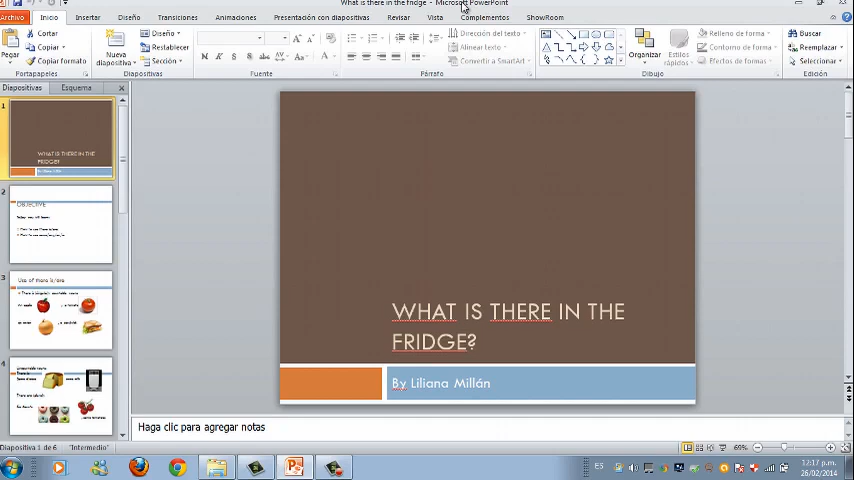 What is there in the fridge - Microsoft PowerPoint
Archivo
Inicio
Insertar
Diseño
Transiciones
Animaciones
Presentación con diapositivas
Revisar
Vista
Complementos
ShowRoom
Pegar
Cortar
Copiar
Copiar formato
Portapapeles
Nueva
diapositiva
Diseño
Restablecer
Sección
Diapositivas
N
Fuente
Dirección del texto
Alinear texto
Convertir a SmartArt
Párrafo
Organizar
Estilos
rápidos
Relleno de forma
Contorno de forma
Efectos de formas
Dibujo
Buscar
Reemplazar
Seleccionar
Edición
Diapositivas
Esquema
1
WHAT IS THERE IN THE
FRIDGE?
2
OBJECTIVE
3
Use of there is/are
4
WHAT IS THERE IN THE
FRIDGE?
By Liliana Millán
Haga clic para agregar notas
Diapositiva 1 de 6
"Intermedio"
69%
ES
12:17 p.m.
26/02/2014